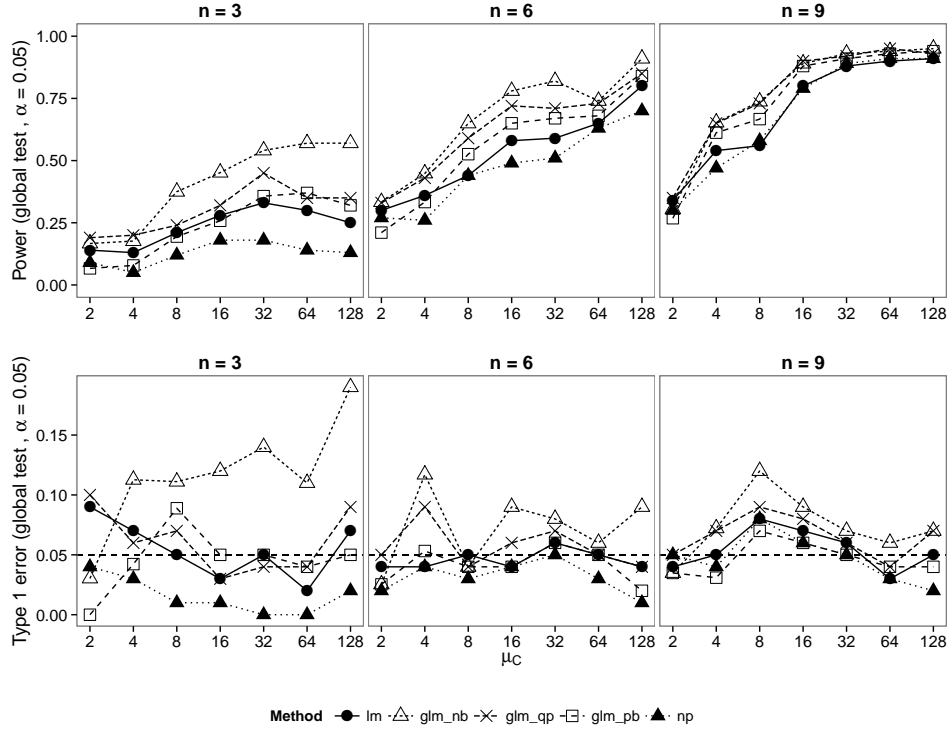 n = 3
n = 6
n = 9
Power (global test , α = 0.05)
1.00
0.75
0.50
0.25
0.00
2 4 8 16 32 64 128
2 4 8 16 32 64 128
2 4 8 16 32 64 128
n = 3
n = 6
n = 9
Type 1 error (global test , α = 0.05)
0.15
0.10
0.05
0.00
2 4 8 16 32 64 128
2 4 8 16 32 64 128
2 4 8 16 32 64 128
μC
Method lm glm_nb glm_qp glm_pb np